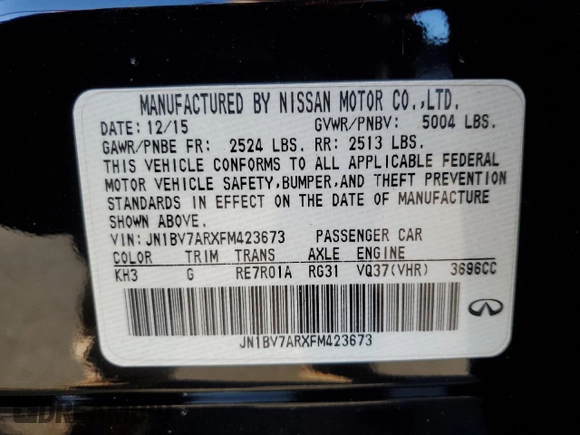 MANUFACTURED BY NISSAN MOTOR CO.,LTD.
DATE: 12/15 GVWR/PNBV: 5004 LBS.
GAWR/PNBE FR: 2524 LBS. RR: 2513 LBS.
THIS VEHICLE CONFORMS TO ALL APPLICABLE FEDERAL
MOTOR VEHICLE SAFETY,BUMPER,AND THEFT PREVENTION
STANDARDS IN EFFECT ON THE DATE OF MANUFACTURE
SHOWN ABOVE.
VIN: JN1BV7ARXFM423673 PASSENGER CAR
COLOR TRIM TRANS AXLE ENGINE
KH3 G RE7R01A RG31 VQ37(VHR) 3696CC
JN1BV7ARXFM423673